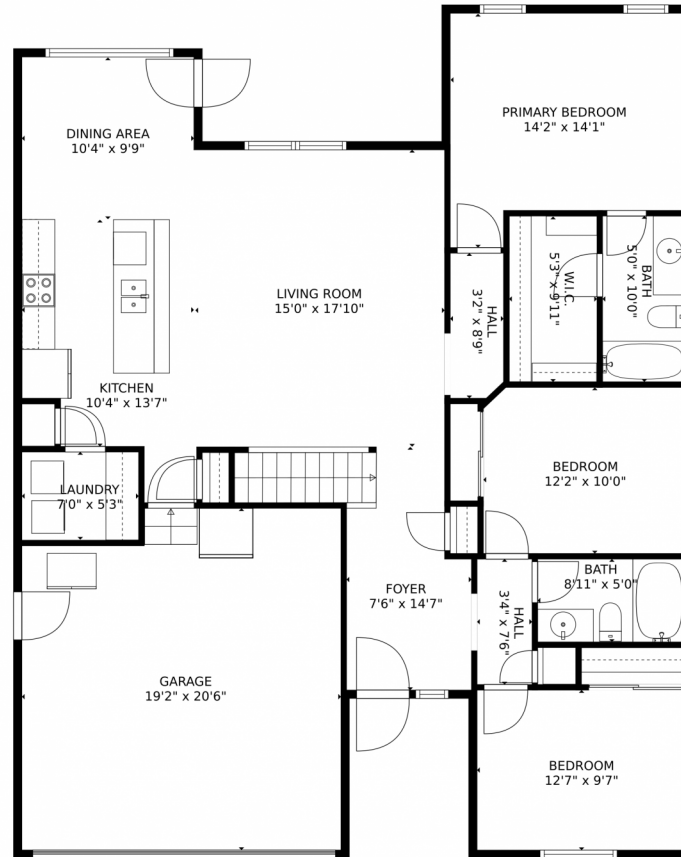 PRIMARY BEDROOM
14'2" x 14'1"
DINING AREA
10'4" x 9'9"
LIVING ROOM
15'0" x 17'10"
HALL
3'2" x 8'9"
W.I.C.
5'3" x 9'11"
BATH
5'0" x 10'0"
KITCHEN
10'4" x 13'7"
BEDROOM
12'2" x 10'0"
LAUNDRY
7'0" x 5'3"
FOYER
7'6" x 14'7"
HALL
3'4" x 7'6"
BATH
8'11" x 5'0"
GARAGE
19'2" x 20'6"
BEDROOM
12'7" x 9'7"